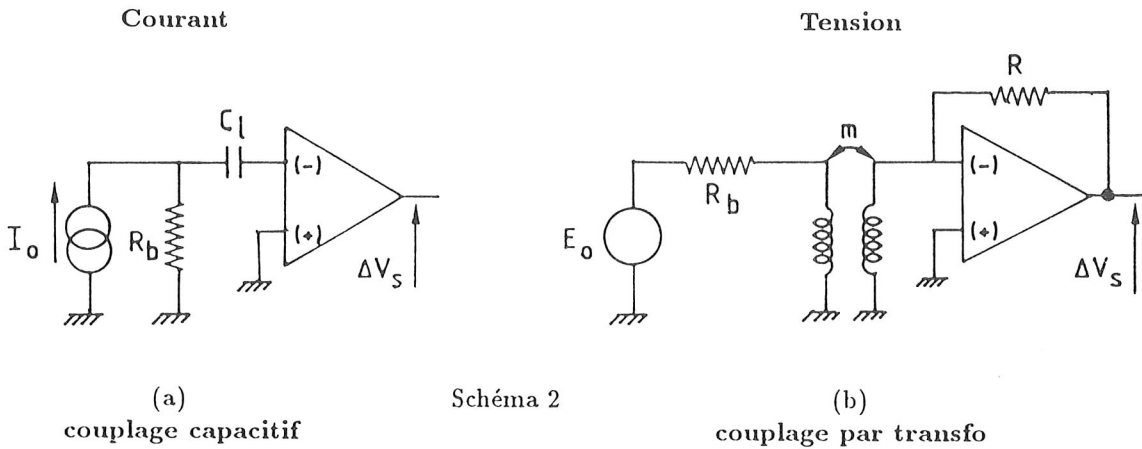 Courant
Tension
R
C_l
m
(-)
(-)
R_b
I_o
R_b
(+)
E_o
(+)
ΔV_s
ΔV_s
(a)
Schéma 2
(b)
couplage capacitif
couplage par transfo